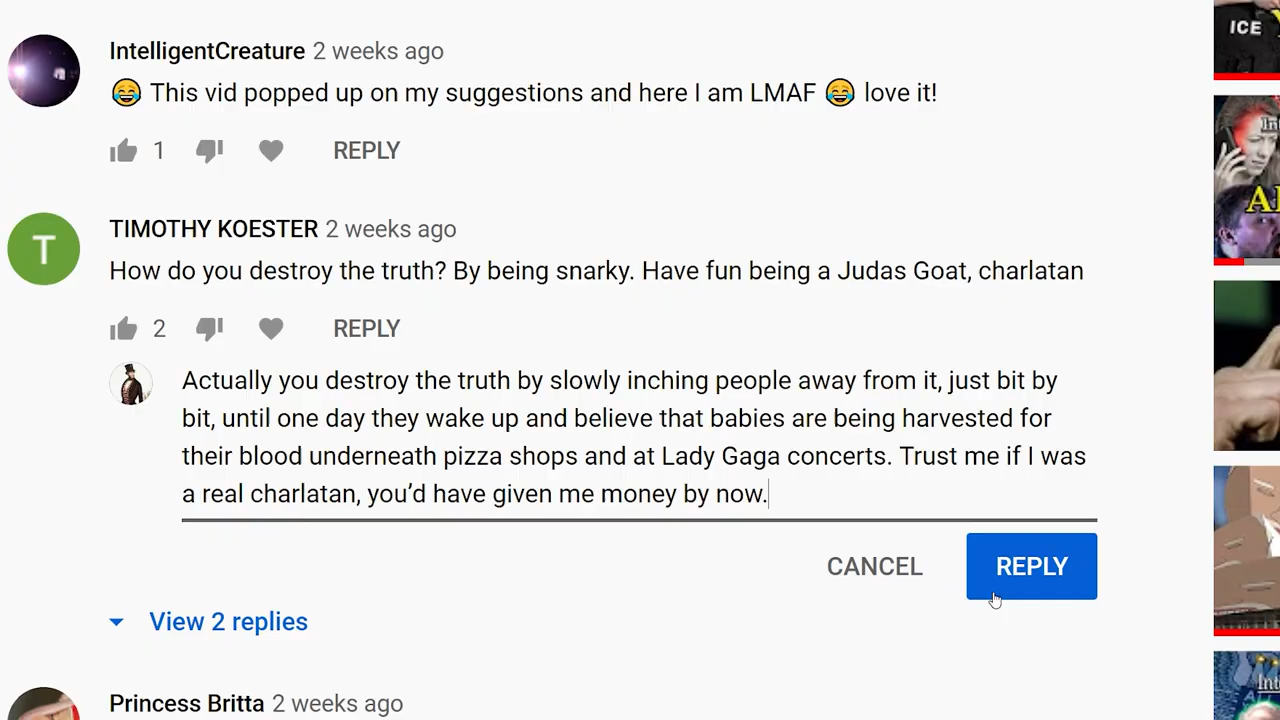 IntelligentCreature 2 weeks ago
😂 This vid popped up on my suggestions and here I am LMAF 😂 love it!
1 REPLY
T
TIMOTHY KOESTER 2 weeks ago
How do you destroy the truth? By being snarky. Have fun being a Judas Goat, charlatan
2 REPLY
Actually you destroy the truth by slowly inching people away from it, just bit by
bit, until one day they wake up and believe that babies are being harvested for
their blood underneath pizza shops and at Lady Gaga concerts. Trust me if I was
a real charlatan, you’d have given me money by now.
CANCEL REPLY
View 2 replies
Princess Britta 2 weeks ago
ICE